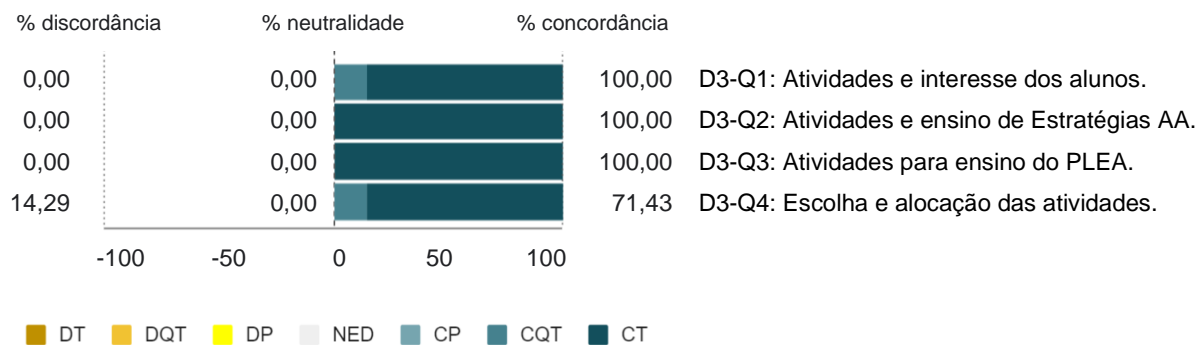 % discordância % neutralidade % concordância
0,00 0,00 100,00 D3-Q1: Atividades e interesse dos alunos.
0,00 0,00 100,00 D3-Q2: Atividades e ensino de Estratégias AA.
0,00 0,00 100,00 D3-Q3: Atividades para ensino do PLEA.
14,29 0,00 71,43 D3-Q4: Escolha e alocação das atividades.
-100 -50 0 50 100
DT DQT DP NED CP CQT CT